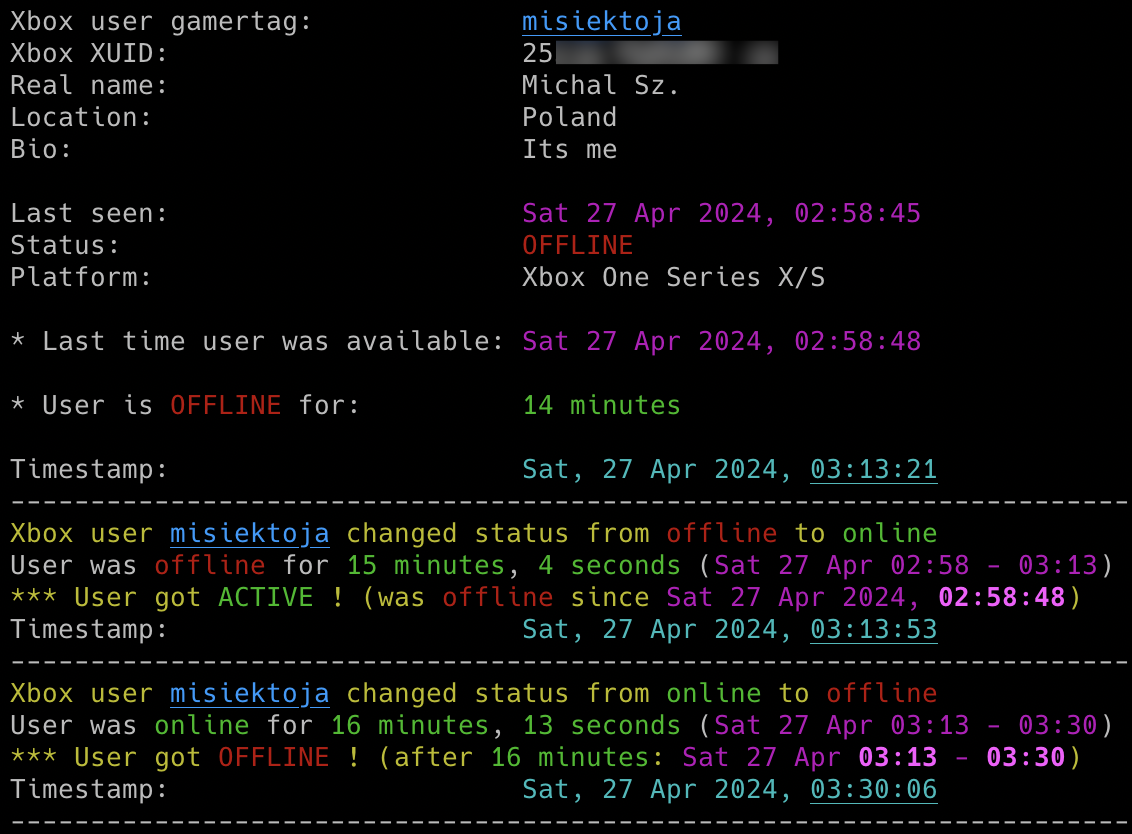 Xbox user gamertag: misiektoja
Xbox XUID: 25
Real name: Michal Sz.
Location: Poland
Bio: Its me
Last seen: Sat 27 Apr 2024, 02:58:45
Status: OFFLINE
Platform: Xbox One Series X/S
* Last time user was available: Sat 27 Apr 2024, 02:58:48
* User is OFFLINE for: 14 minutes
Timestamp: Sat, 27 Apr 2024, 03:13:21
----------------------------------------------------------------------
Xbox user misiektoja changed status from offline to online
User was offline for 15 minutes, 4 seconds (Sat 27 Apr 02:58 - 03:13)
*** User got ACTIVE ! (was offline since Sat 27 Apr 2024, 02:58:48)
Timestamp: Sat, 27 Apr 2024, 03:13:53
----------------------------------------------------------------------
Xbox user misiektoja changed status from online to offline
User was online for 16 minutes, 13 seconds (Sat 27 Apr 03:13 - 03:30)
*** User got OFFLINE ! (after 16 minutes: Sat 27 Apr 03:13 - 03:30)
Timestamp: Sat, 27 Apr 2024, 03:30:06
----------------------------------------------------------------------